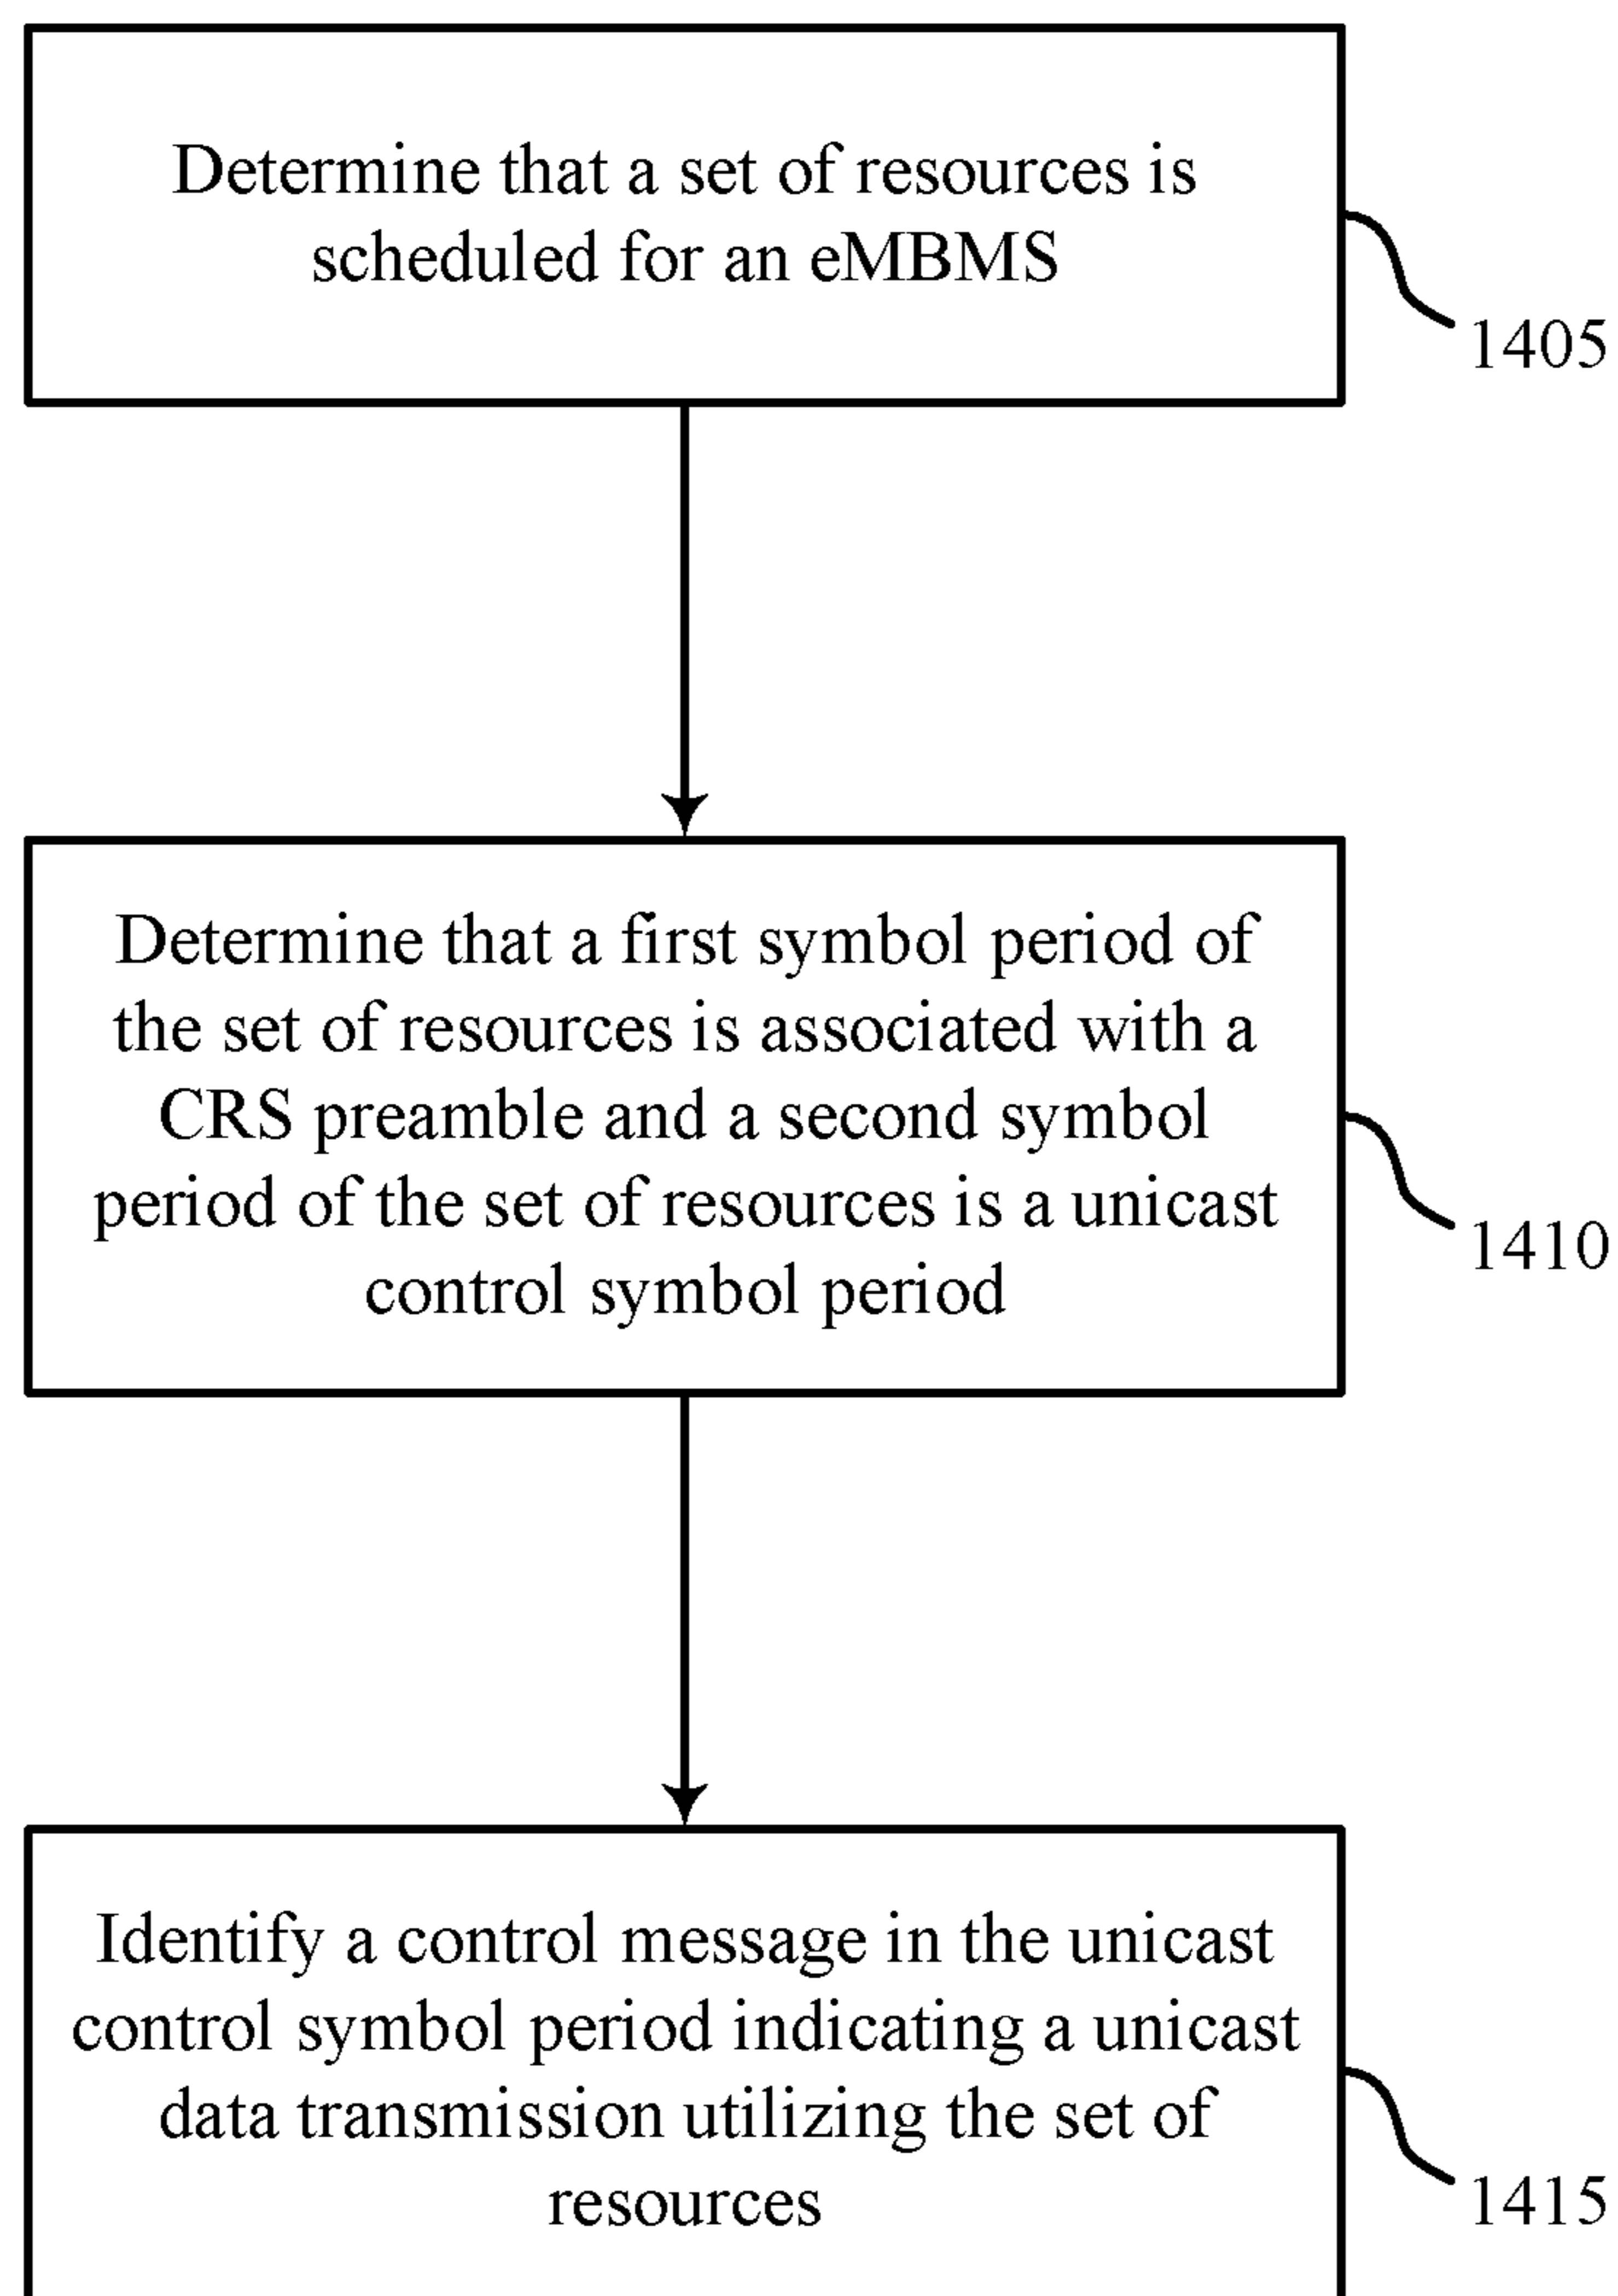 Determine that a set of resources is
scheduled for an eMBMS
1405
Determine that a first symbol period of
the set of resources is associated with a
CRS preamble and a second symbol
period of the set of resources is a unicast
control symbol period
1410
Identify a control message in the unicast
control symbol period indicating a unicast
data transmission utilizing the set of
resources
1415